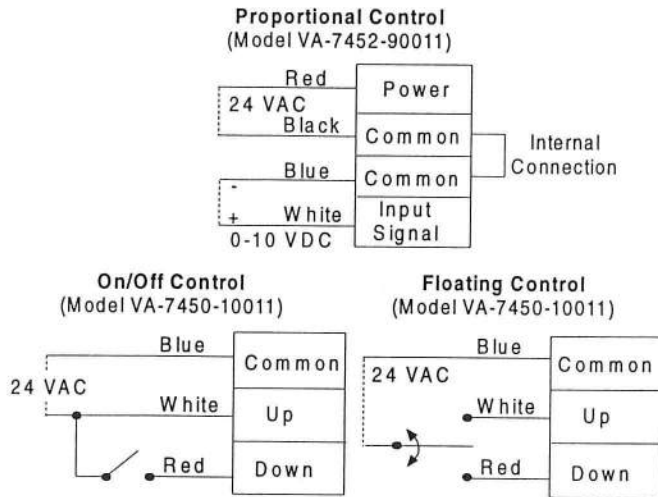 Proportional Control
(Model VA-7452-90011)
Red
Power
24 VAC
Black
Common
Internal
Connection
Blue
Common
-
+
White
Input
Signal
0-10 VDC
On/Off Control
(Model VA-7450-10011)
Blue
Common
24 VAC
White
Up
Red
Down
Floating Control
(Model VA-7450-10011)
Blue
Common
24 VAC
White
Up
Red
Down